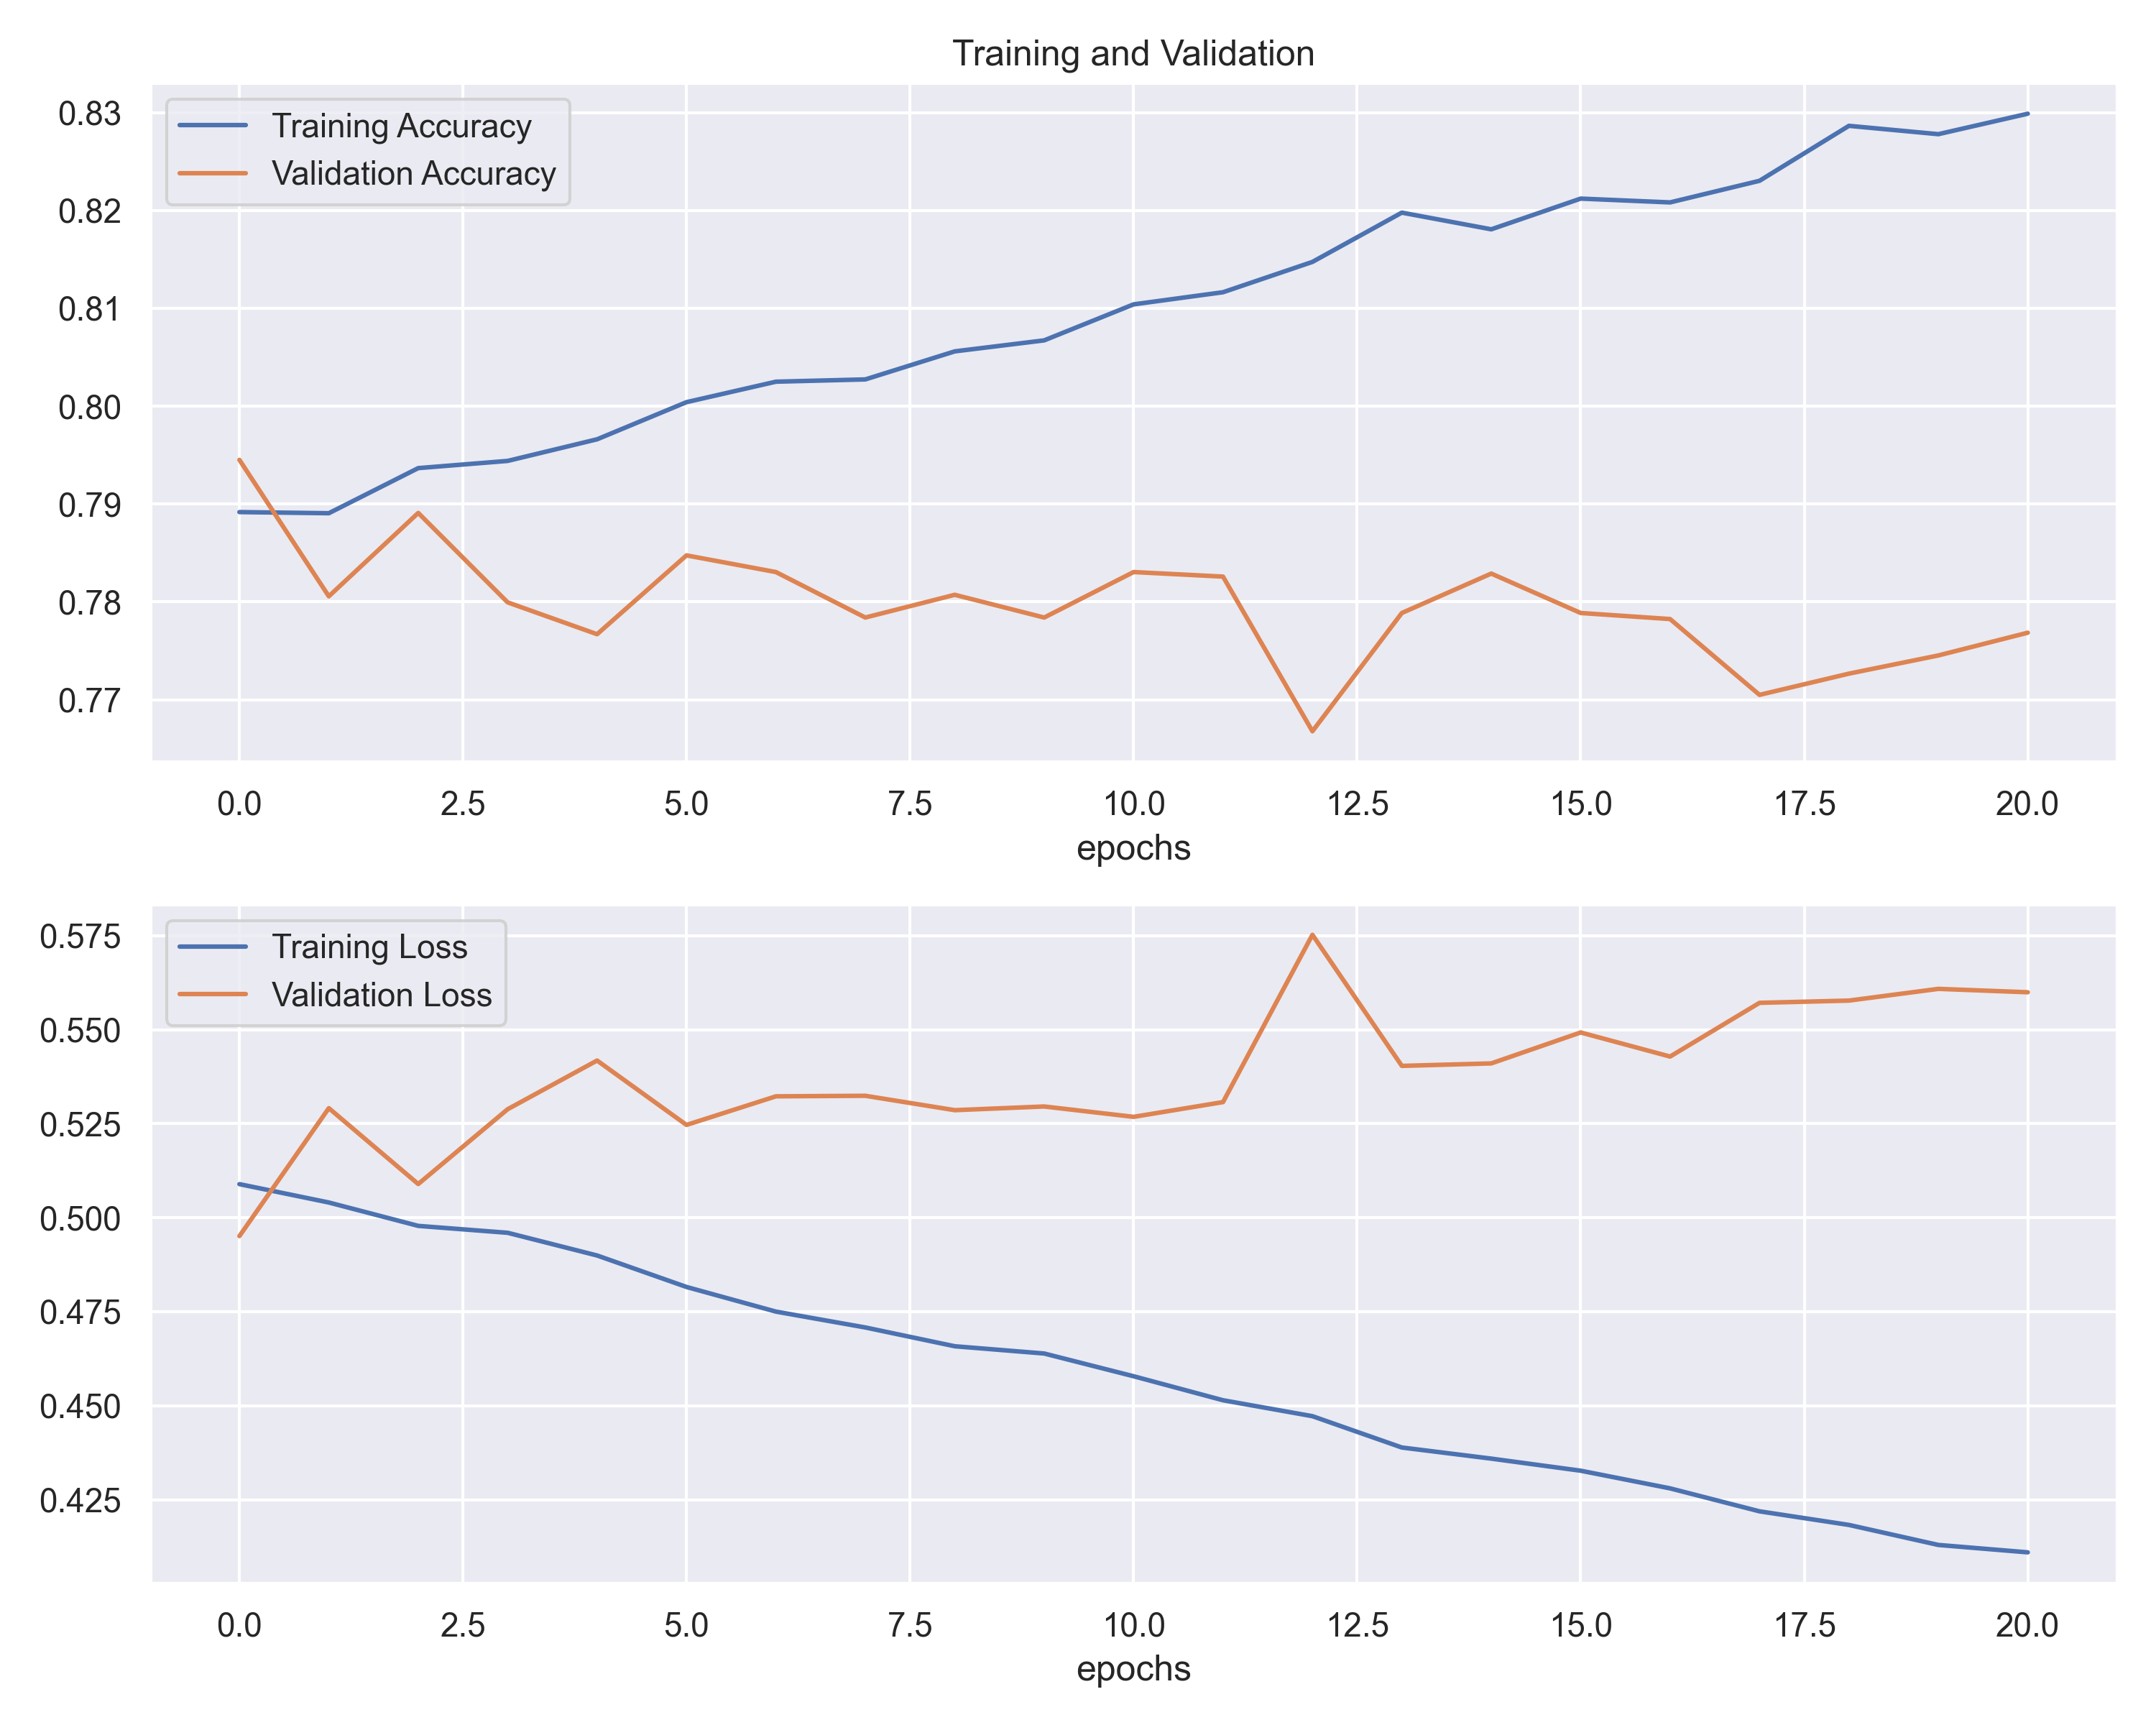 Training and Validation
Training Accuracy
Validation Accuracy
0.83
0.82
0.81
0.80
0.79
0.78
0.77
0.0 2.5 5.0 7.5 10.0 12.5 15.0 17.5 20.0
epochs
Training Loss
Validation Loss
0.575
0.550
0.525
0.500
0.475
0.450
0.425
0.0 2.5 5.0 7.5 10.0 12.5 15.0 17.5 20.0
epochs